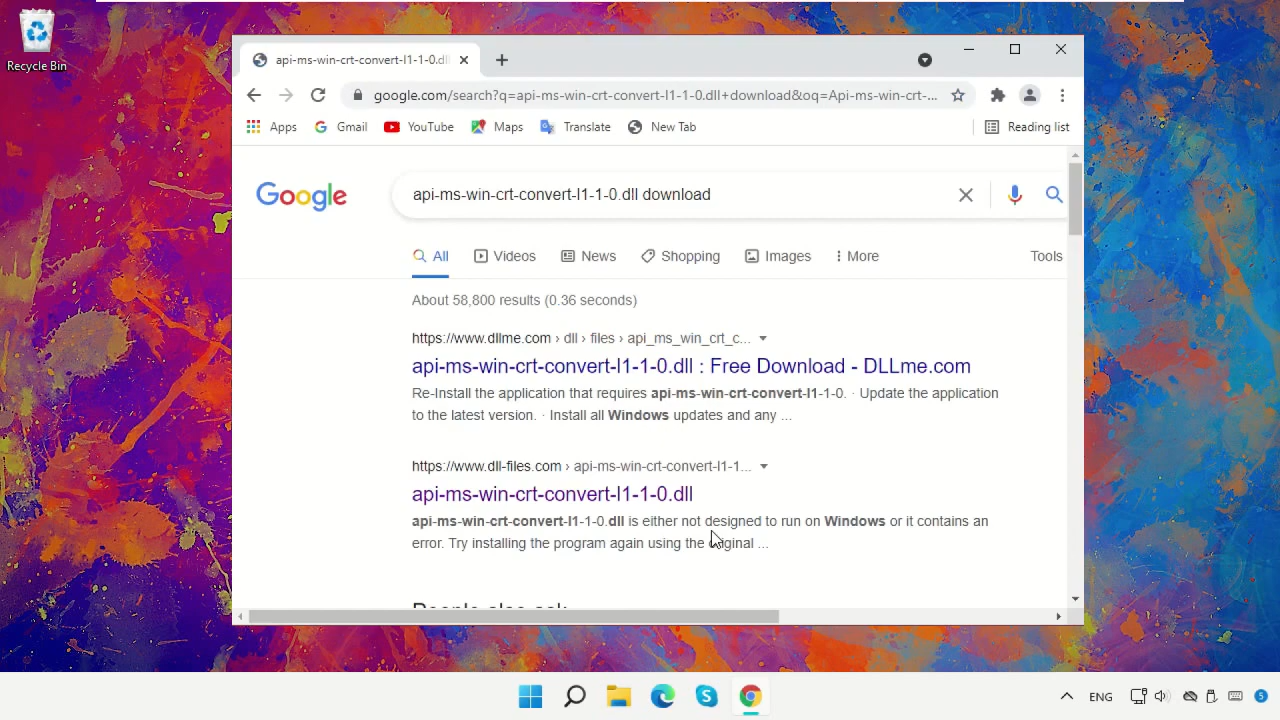 Recycle Bin
api-ms-win-crt-convert-l1-1-0.dll
google.com/search?q=api-ms-win-crt-convert-l1-1-0.dll+download&oq=Api-ms-win-crt-...
Apps
Gmail
YouTube
Maps
Translate
New Tab
Reading list
Google
api-ms-win-crt-convert-l1-1-0.dll download
All
Videos
News
Shopping
Images
More
Tools
About 58,800 results (0.36 seconds)
https://www.dllme.com › dll › files › api_ms_win_crt_c...
api-ms-win-crt-convert-l1-1-0.dll : Free Download - DLLme.com
Re-Install the application that requires api-ms-win-crt-convert-l1-1-0. · Update the application
to the latest version. · Install all Windows updates and any ...
https://www.dll-files.com › api-ms-win-crt-convert-l1-1...
api-ms-win-crt-convert-l1-1-0.dll
api-ms-win-crt-convert-l1-1-0.dll is either not designed to run on Windows or it contains an
error. Try installing the program again using the original ...
People also ask
ENG
5